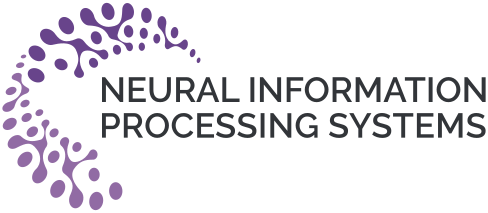 NEURAL INFORMATION
PROCESSING SYSTEMS